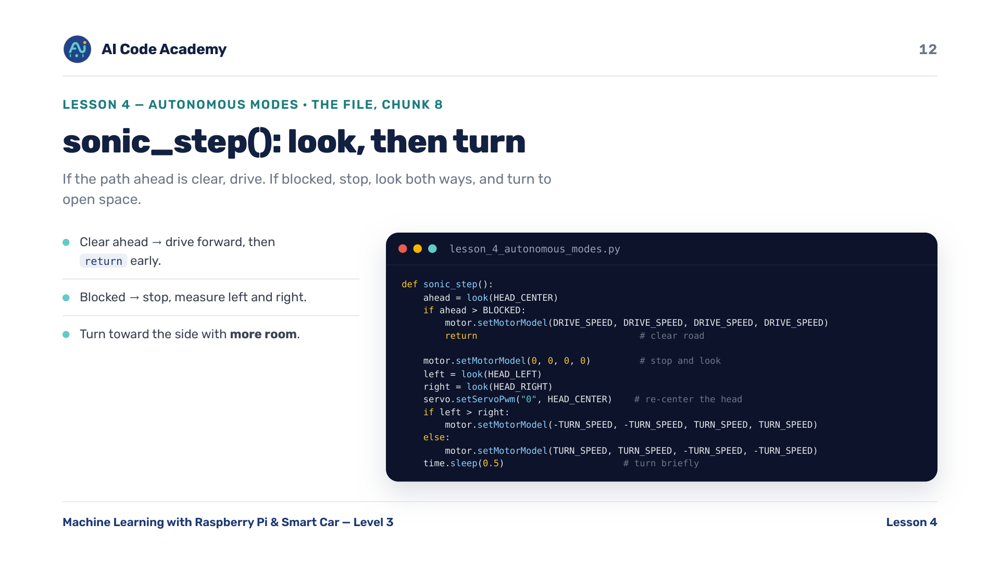 AI Code Academy
12
LESSON 4 — AUTONOMOUS MODES • THE FILE, CHUNK 8
sonic_step(): look, then turn
If the path ahead is clear, drive. If blocked, stop, look both ways, and turn to
open space.
Clear ahead → drive forward, then
return early.
Blocked → stop, measure left and right.
Turn toward the side with more room.
lesson_4_autonomous_modes.py
def sonic_step():
    ahead = look(HEAD_CENTER)
    if ahead > BLOCKED:
        motor.setMotorModel(DRIVE_SPEED, DRIVE_SPEED, DRIVE_SPEED, DRIVE_SPEED)
        return                              # clear road
    motor.setMotorModel(0, 0, 0, 0)         # stop and look
    left = look(HEAD_LEFT)
    right = look(HEAD_RIGHT)
    servo.setServoPwm("0", HEAD_CENTER)    # re-center the head
    if left > right:
        motor.setMotorModel(-TURN_SPEED, -TURN_SPEED, TURN_SPEED, TURN_SPEED)
    else:
        motor.setMotorModel(TURN_SPEED, TURN_SPEED, -TURN_SPEED, -TURN_SPEED)
    time.sleep(0.5)                      # turn briefly
Machine Learning with Raspberry Pi & Smart Car — Level 3
Lesson 4